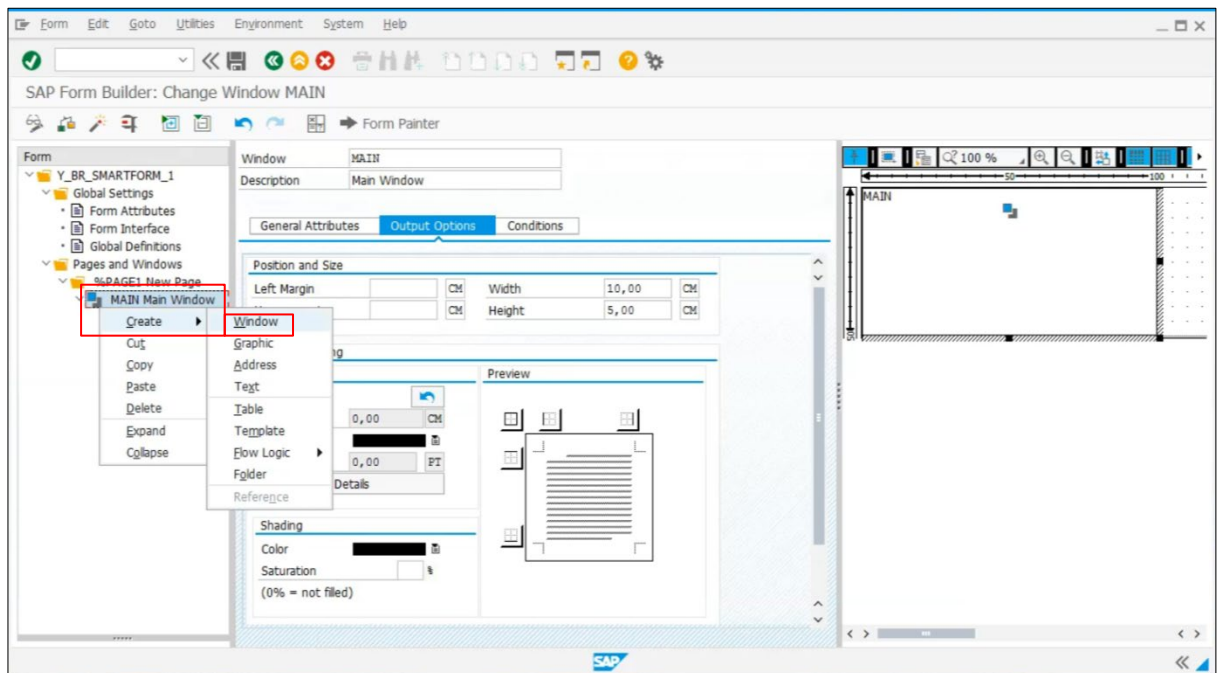 Form Edit Goto Utilities Environment System Help
SAP Form Builder: Change Window MAIN
Form Painter
Form
Y_BR_SMARTFORM_1
Global Settings
Form Attributes
Form Interface
Global Definitions
Pages and Windows
%PAGE1 New Page
MAIN Main Window
Create
Cut
Copy
Paste
Delete
Expand
Collapse
Window
Graphic
Address
Text
Table
Template
Flow Logic
Folder
Reference
Window MAIN
Description Main Window
General Attributes Output Options Conditions
Position and Size
Left Margin CM Width 10,00 CM
CM Height 5,00 CM
Preview
0,00 CM
0,00 PT
Details
Shading
Color
Saturation %
(0% = not filled)
100 %
50 100
MAIN
50
SAP